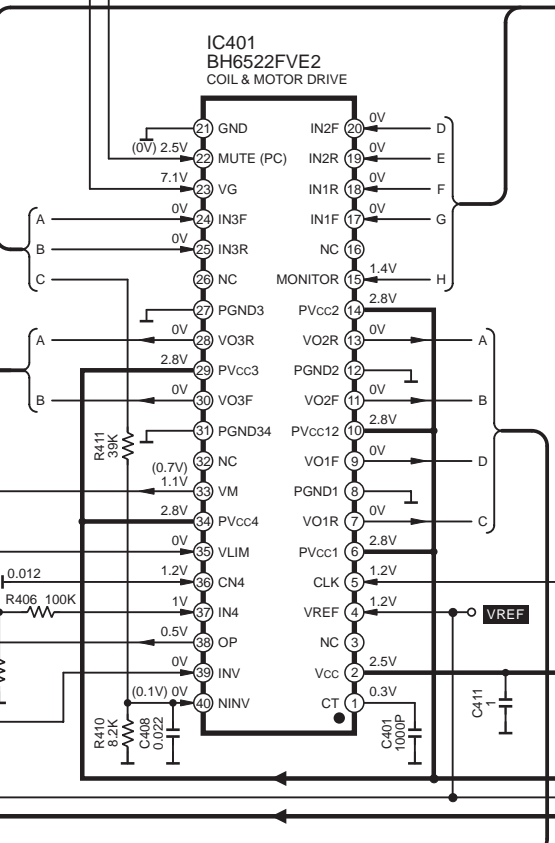 IC401
BH6522FVE2
COIL & MOTOR DRIVE
21 GND IN2F 20 0V D
(0V) 2.5V 22 MUTE (PC) IN2R 19 0V E
7.1V 23 VG IN1R 18 0V F
A 0V 24 IN3F IN1F 17 0V G
B 0V 25 IN3R NC 16
C 26 NC MONITOR 15 1.4V H
27 PGND3 PVcc2 14 2.8V
A 0V 28 VO3R VO2R 13 0V A
2.8V 29 PVcc3 PGND2 12
B 0V 30 VO3F VO2F 11 0V B
R411
39K
31 PGND34 PVcc12 10 2.8V
(0.7V)
32 NC VO1F 9 0V D
1.1V 33 VM PGND1 8
2.8V 34 PVcc4 VO1R 7 0V C
0V 35 VLIM PVcc1 6 2.8V
0.012 1.2V 36 CN4 CLK 5 1.2V
R406 100K 1V 37 IN4 VREF 4 1.2V VREF
0.5V 38 OP NC 3
0V 39 INV Vcc 2 2.5V
(0.1V) 0V 40 NINV CT 1 0.3V
R410
8.2K
C408
0.022
C401
1000P
C411
1